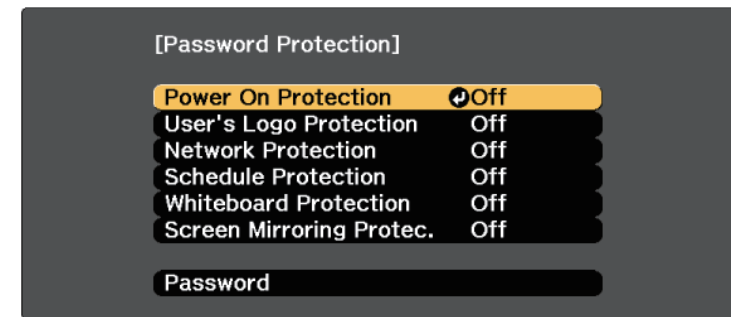 [Password Protection]
Power On Protection Off
User's Logo Protection Off
Network Protection Off
Schedule Protection Off
Whiteboard Protection Off
Screen Mirroring Protec. Off
Password